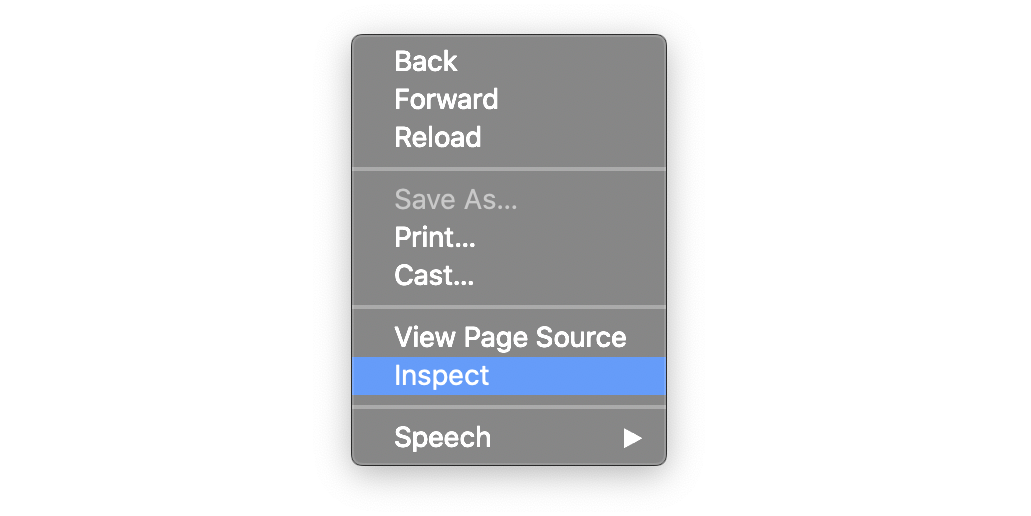 Back
Forward
Reload
Save As...
Print...
Cast...
View Page Source
Inspect
Speech